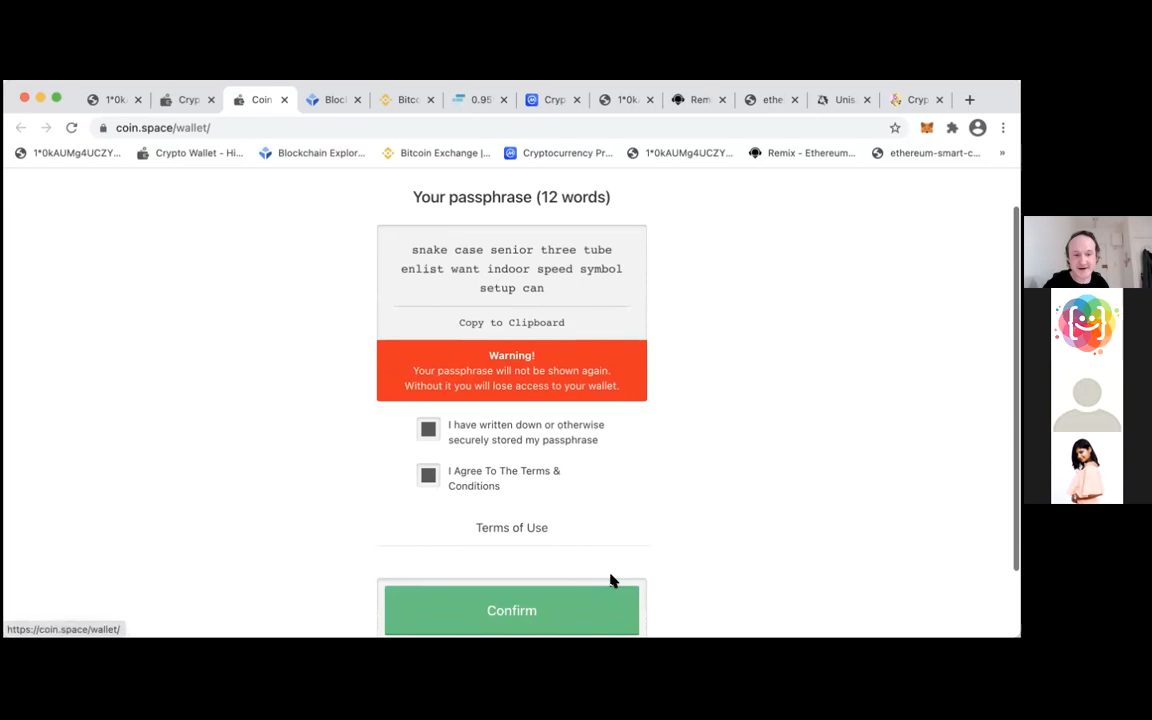 1*0k
Cryp
Coin
Bloc
Bitco
0.95
Cryp
1*0k
Rem
ethe
Unis
Cryp
coin.space/wallet/
1*0kAUMg4UCZY...
Crypto Wallet - Hi...
Blockchain Explor...
Bitcoin Exchange |...
Cryptocurrency Pr...
1*0kAUMg4UCZY...
Remix - Ethereum...
ethereum-smart-c...
»
Your passphrase (12 words)
snake case senior three tube
enlist want indoor speed symbol
setup can
Copy to Clipboard
Warning!
Your passphrase will not be shown again.
Without it you will lose access to your wallet.
I have written down or otherwise
securely stored my passphrase
I Agree To The Terms &
Conditions
Terms of Use
Confirm
https://coin.space/wallet/